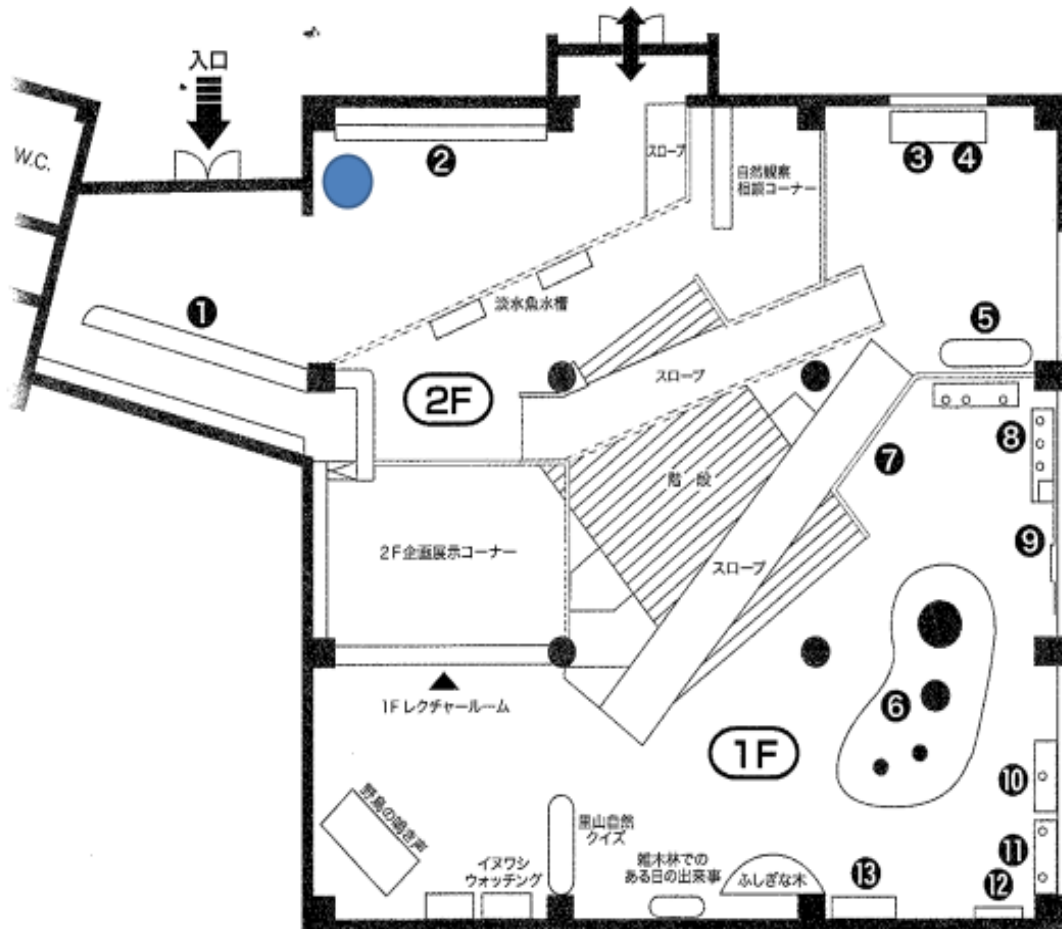 入口
W.C.
❷
スロープ
自然観察
相談コーナー
❸ ❹
❶
淡水魚水槽
❺
2F
スロープ
❽
❼
階段
2F企画展示コーナー
スロープ
❾
❻
1Fレクチャールーム
1F
❿
野鳥の鳴き声
里山自然
クイズ
イヌワシ
ウォッチング
雑木林での
ある日の出来事
ふしぎな木
⓭
⓫
⓬